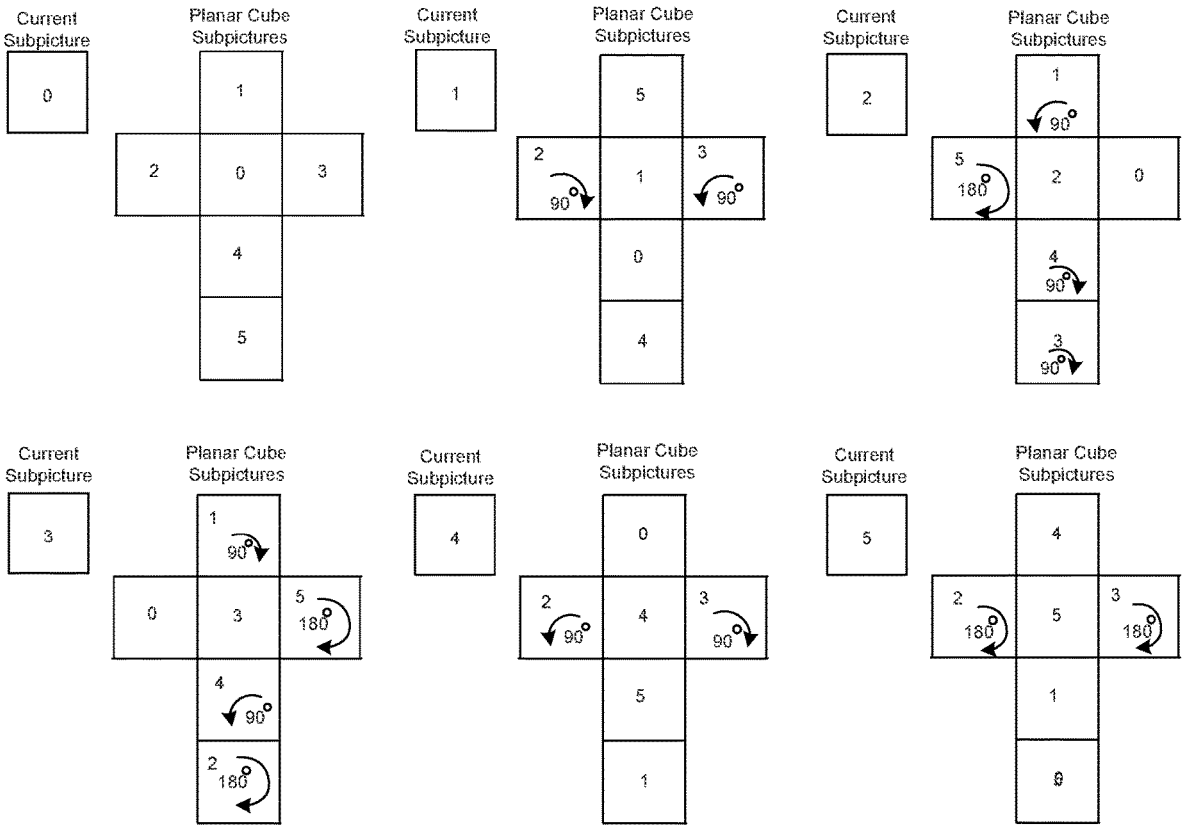 Current
Subpicture
0
Planar Cube
Subpictures
1
2 0 3
4
5
Current
Subpicture
1
Planar Cube
Subpictures
5
2 90° 1 3 90°
0
4
Current
Subpicture
2
Planar Cube
Subpictures
1
90°
5 180° 2 0
4
90°
3
90°
Current
Subpicture
3
Planar Cube
Subpictures
1
90°
0 3 5 180°
4
90°
2
180°
Current
Subpicture
4
Planar Cube
Subpictures
0
2 90° 4 3 90°
5
1
Current
Subpicture
5
Planar Cube
Subpictures
4
2 180° 5 3 180°
1